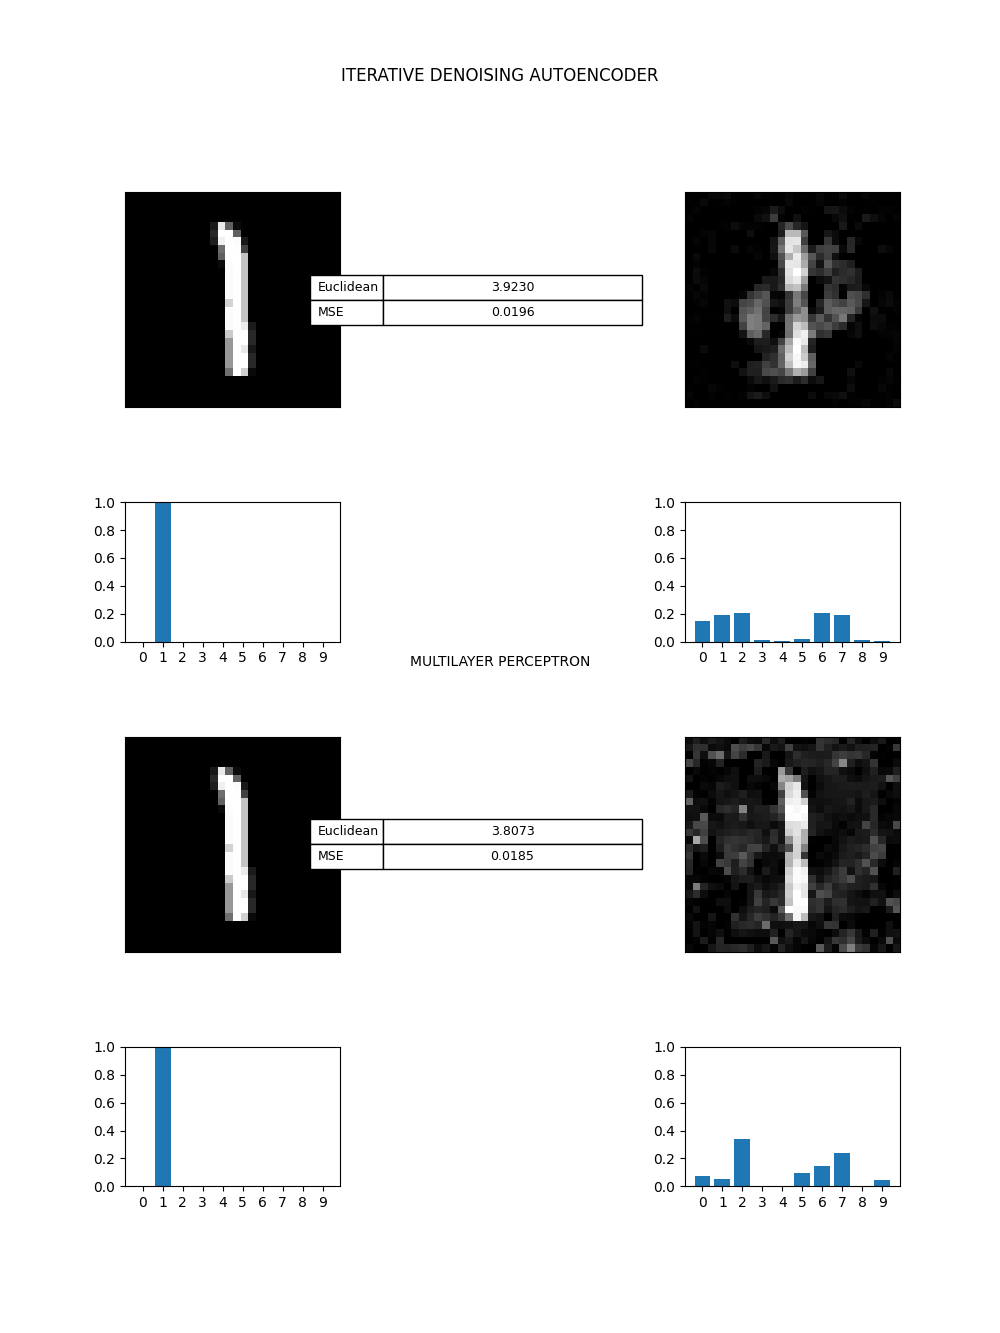 ITERATIVE DENOISING AUTOENCODER
Euclidean 3.9230
MSE 0.0196
1.0 1.0
0.8 0.8
0.6 0.6
0.4 0.4
0.2 0.2
0.0 0.0
0 1 2 3 4 5 6 7 8 9 0 1 2 3 4 5 6 7 8 9
MULTILAYER PERCEPTRON
Euclidean 3.8073
MSE 0.0185
1.0 1.0
0.8 0.8
0.6 0.6
0.4 0.4
0.2 0.2
0.0 0.0
0 1 2 3 4 5 6 7 8 9 0 1 2 3 4 5 6 7 8 9